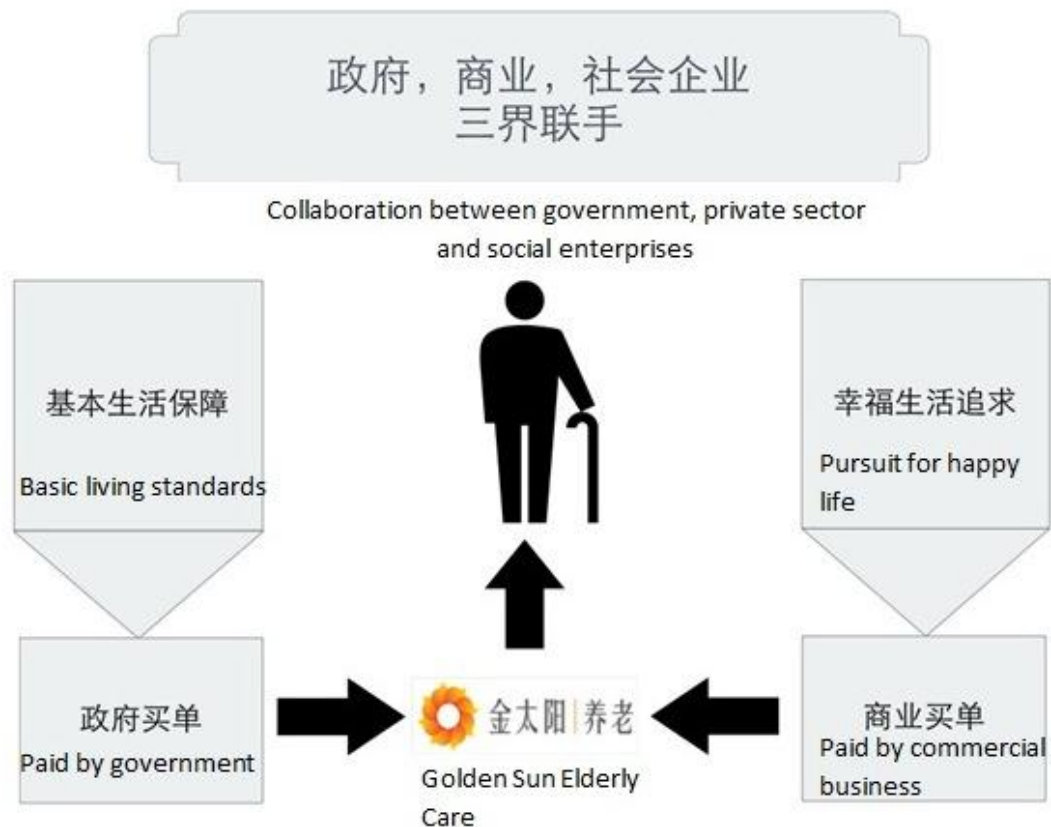 政府，商业，社会企业
三界联手
Collaboration between government, private sector
and social enterprises
基本生活保障
Basic living standards
幸福生活追求
Pursuit for happy
life
政府买单
Paid by government
金太阳|养老
Golden Sun Elderly
Care
商业买单
Paid by commercial
business